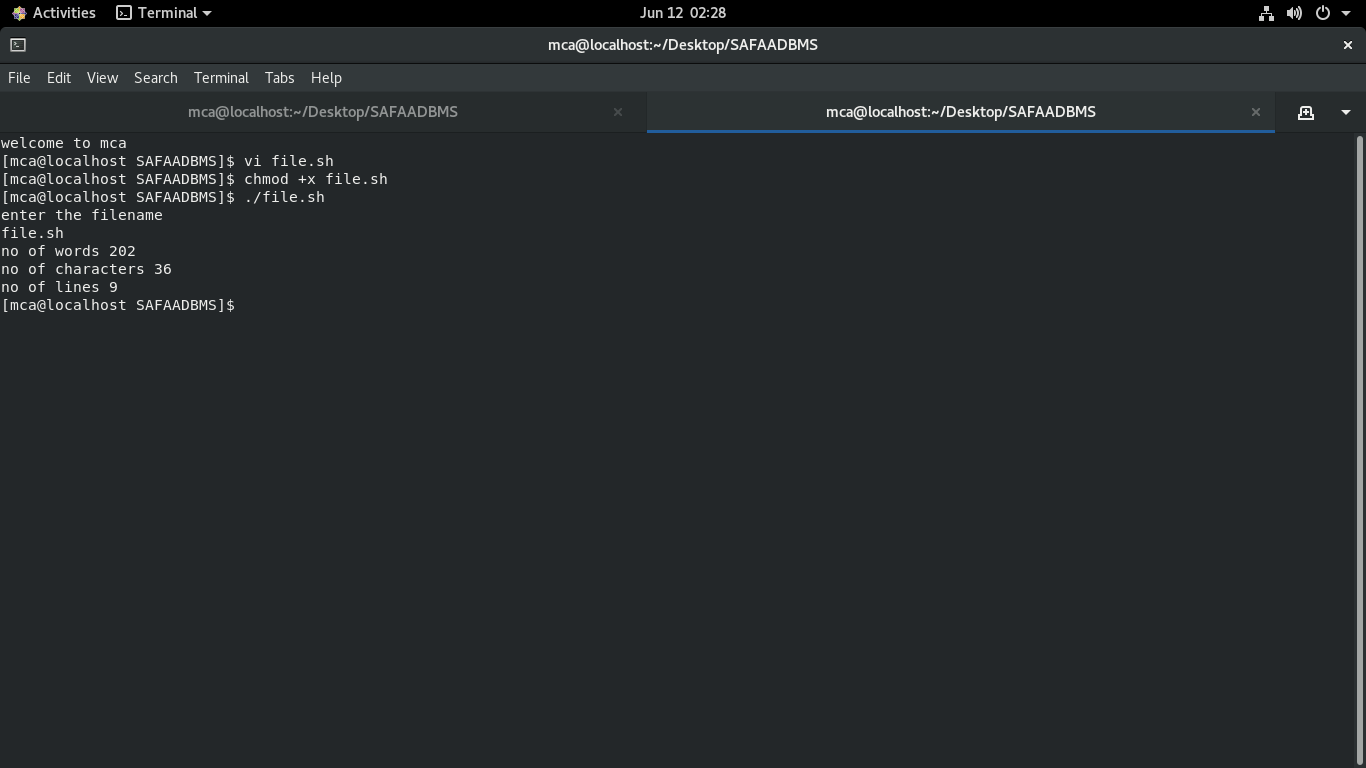 Activities Terminal Jun 12 02:28
mca@localhost:~/Desktop/SAFAADBMS
File Edit View Search Terminal Tabs Help
mca@localhost:~/Desktop/SAFAADBMS mca@localhost:~/Desktop/SAFAADBMS
welcome to mca
[mca@localhost SAFAADBMS]$ vi file.sh
[mca@localhost SAFAADBMS]$ chmod +x file.sh
[mca@localhost SAFAADBMS]$ ./file.sh
enter the filename
file.sh
no of words 202
no of characters 36
no of lines 9
[mca@localhost SAFAADBMS]$